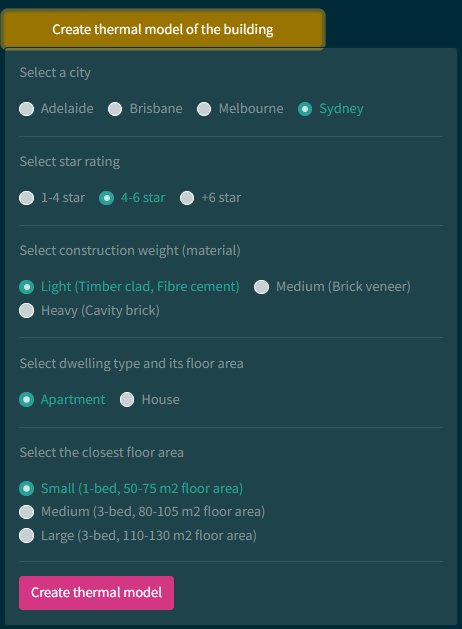 Create thermal model of the building
Select a city
Adelaide Brisbane Melbourne Sydney
Select star rating
1-4 star 4-6 star +6 star
Select construction weight (material)
Light (Timber clad, Fibre cement) Medium (Brick veneer)
Heavy (Cavity brick)
Select dwelling type and its floor area
Apartment House
Select the closest floor area
Small (1-bed, 50-75 m2 floor area)
Medium (3-bed, 80-105 m2 floor area)
Large (3-bed, 110-130 m2 floor area)
Create thermal model